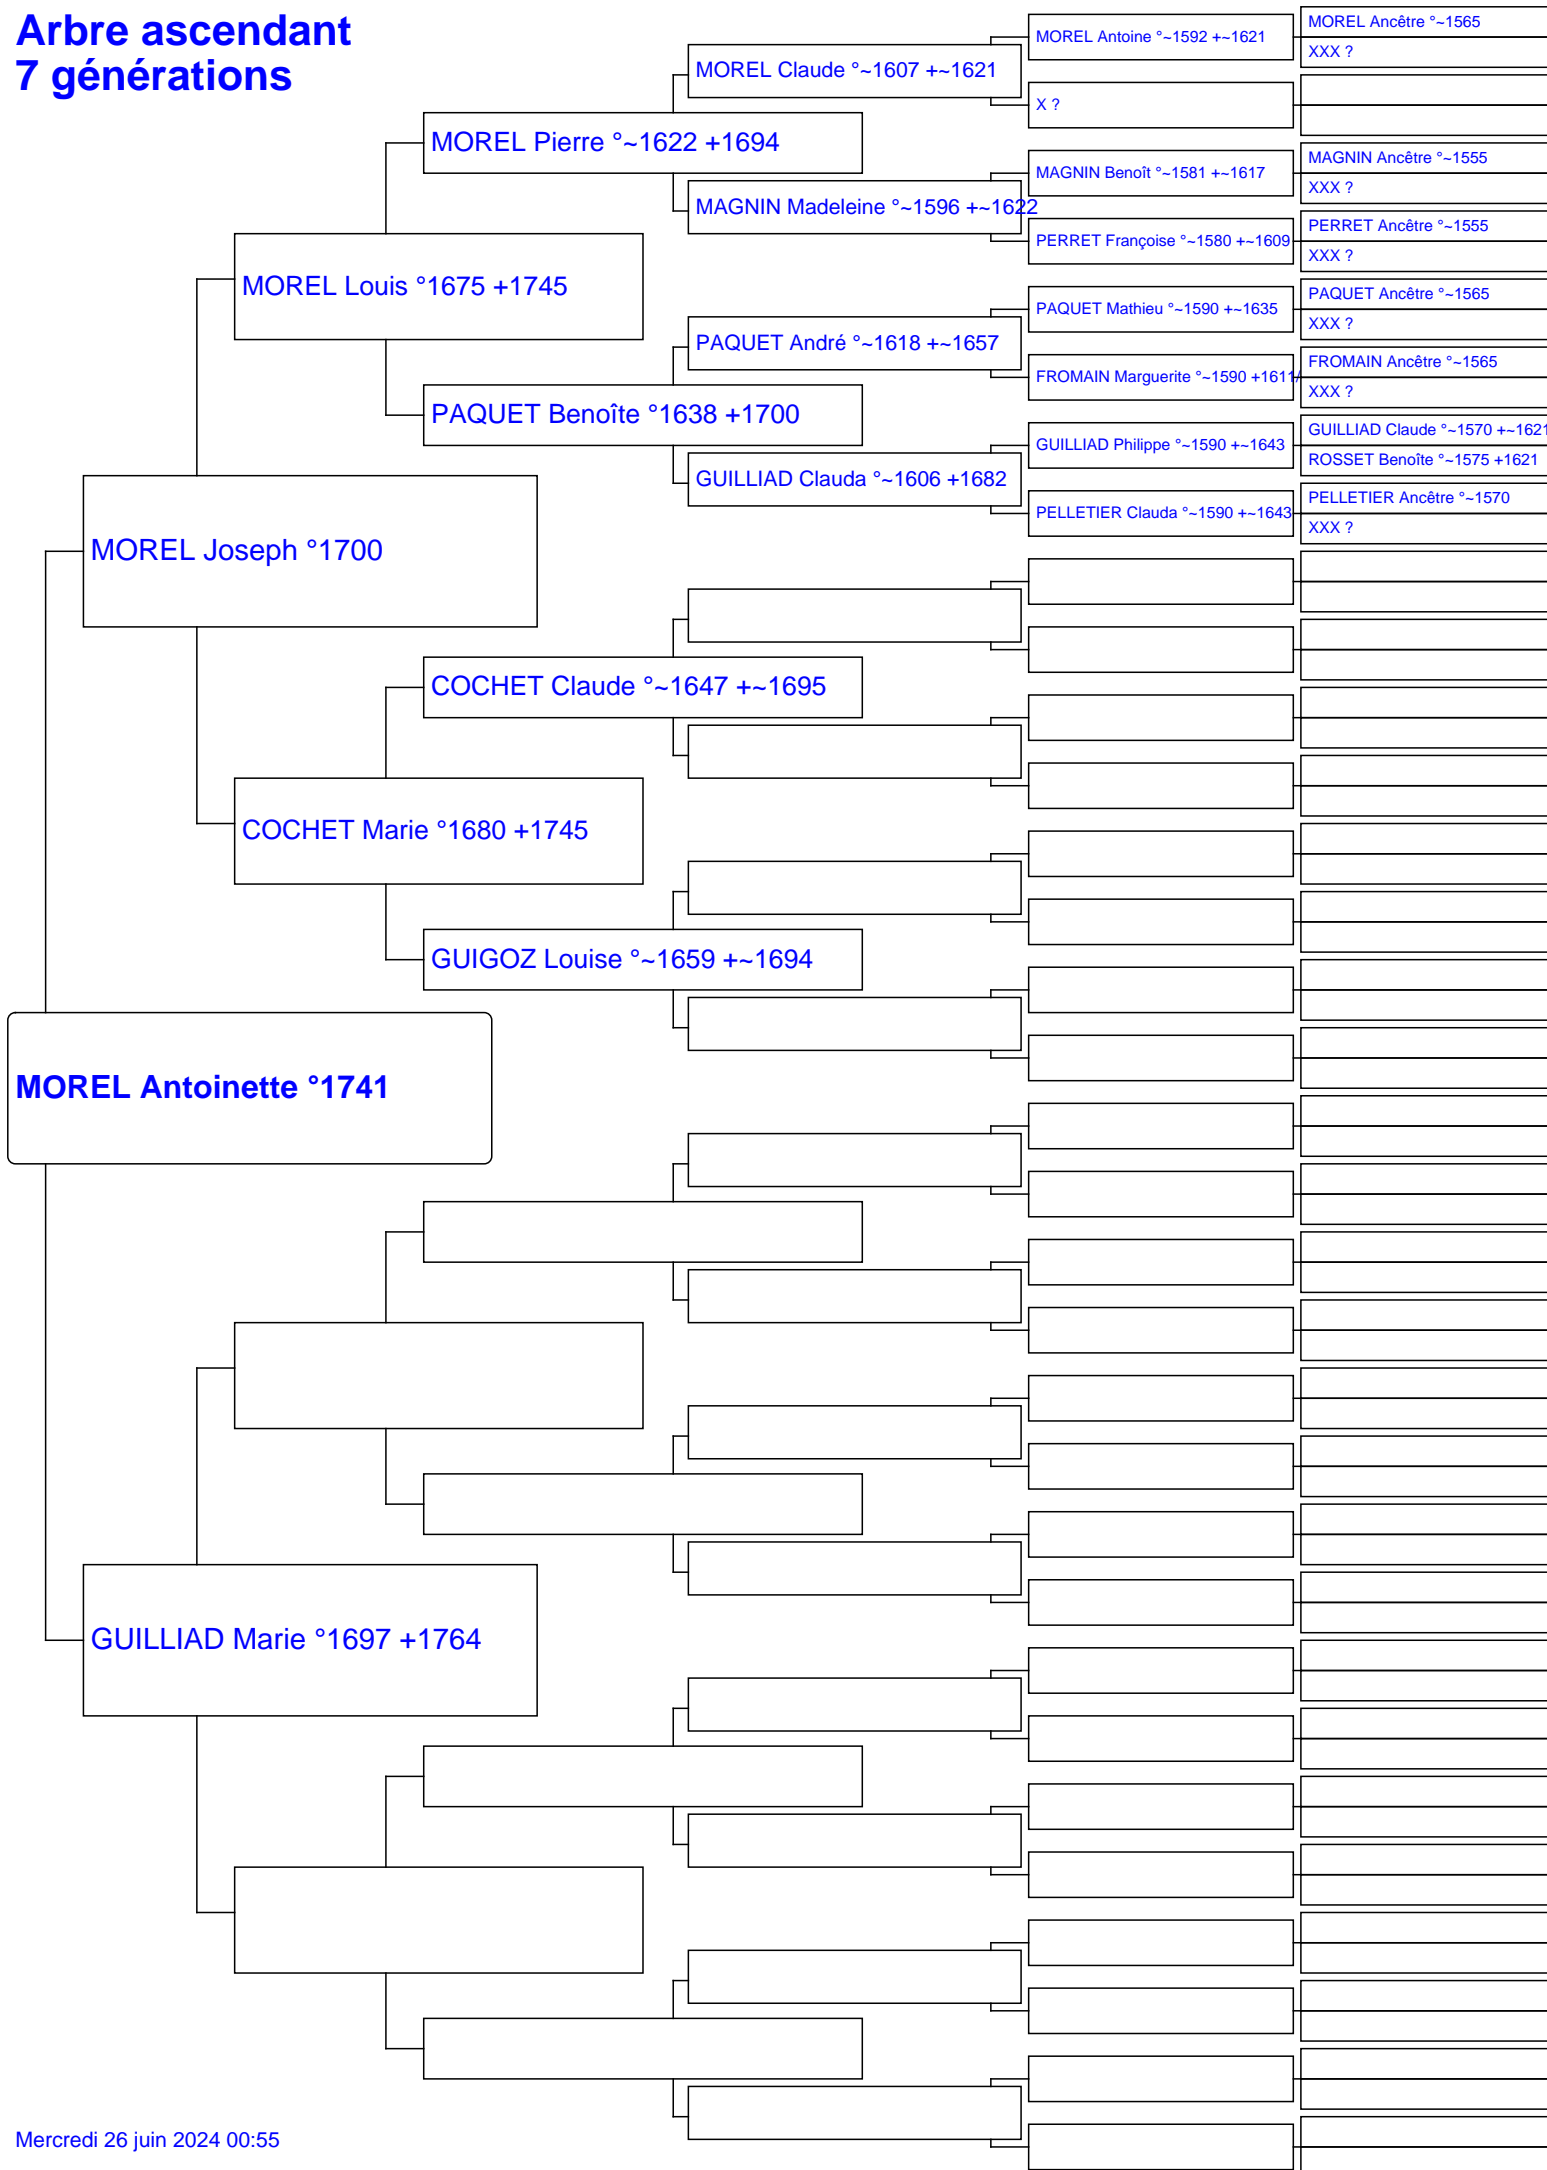 Arbre ascendant
7 générations
MOREL Antoine °~1592 +~1621
MOREL Ancêtre °~1565
XXX ?
MOREL Claude °~1607 +~1621
X ?
MOREL Pierre °~1622 +1694
MAGNIN Benoît °~1581 +~1617
MAGNIN Ancêtre °~1555
XXX ?
MAGNIN Madeleine °~1596 +~1622
PERRET Françoise °~1580 +~1609
PERRET Ancêtre °~1555
XXX ?
MOREL Louis °1675 +1745
PAQUET Mathieu °~1590 +~1635
PAQUET Ancêtre °~1565
XXX ?
PAQUET André °~1618 +~1657
FROMAIN Marguerite °~1590 +1611/
FROMAIN Ancêtre °~1565
XXX ?
PAQUET Benoîte °1638 +1700
GUILLIAD Philippe °~1590 +~1643
GUILLIAD Claude °~1570 +~1621
ROSSET Benoîte °~1575 +1621
GUILLIAD Clauda °~1606 +1682
PELLETIER Clauda °~1590 +~1643
PELLETIER Ancêtre °~1570
XXX ?
MOREL Joseph °1700
COCHET Claude °~1647 +~1695
COCHET Marie °1680 +1745
GUIGOZ Louise °~1659 +~1694
MOREL Antoinette °1741
GUILLIAD Marie °1697 +1764
Mercredi 26 juin 2024 00:55